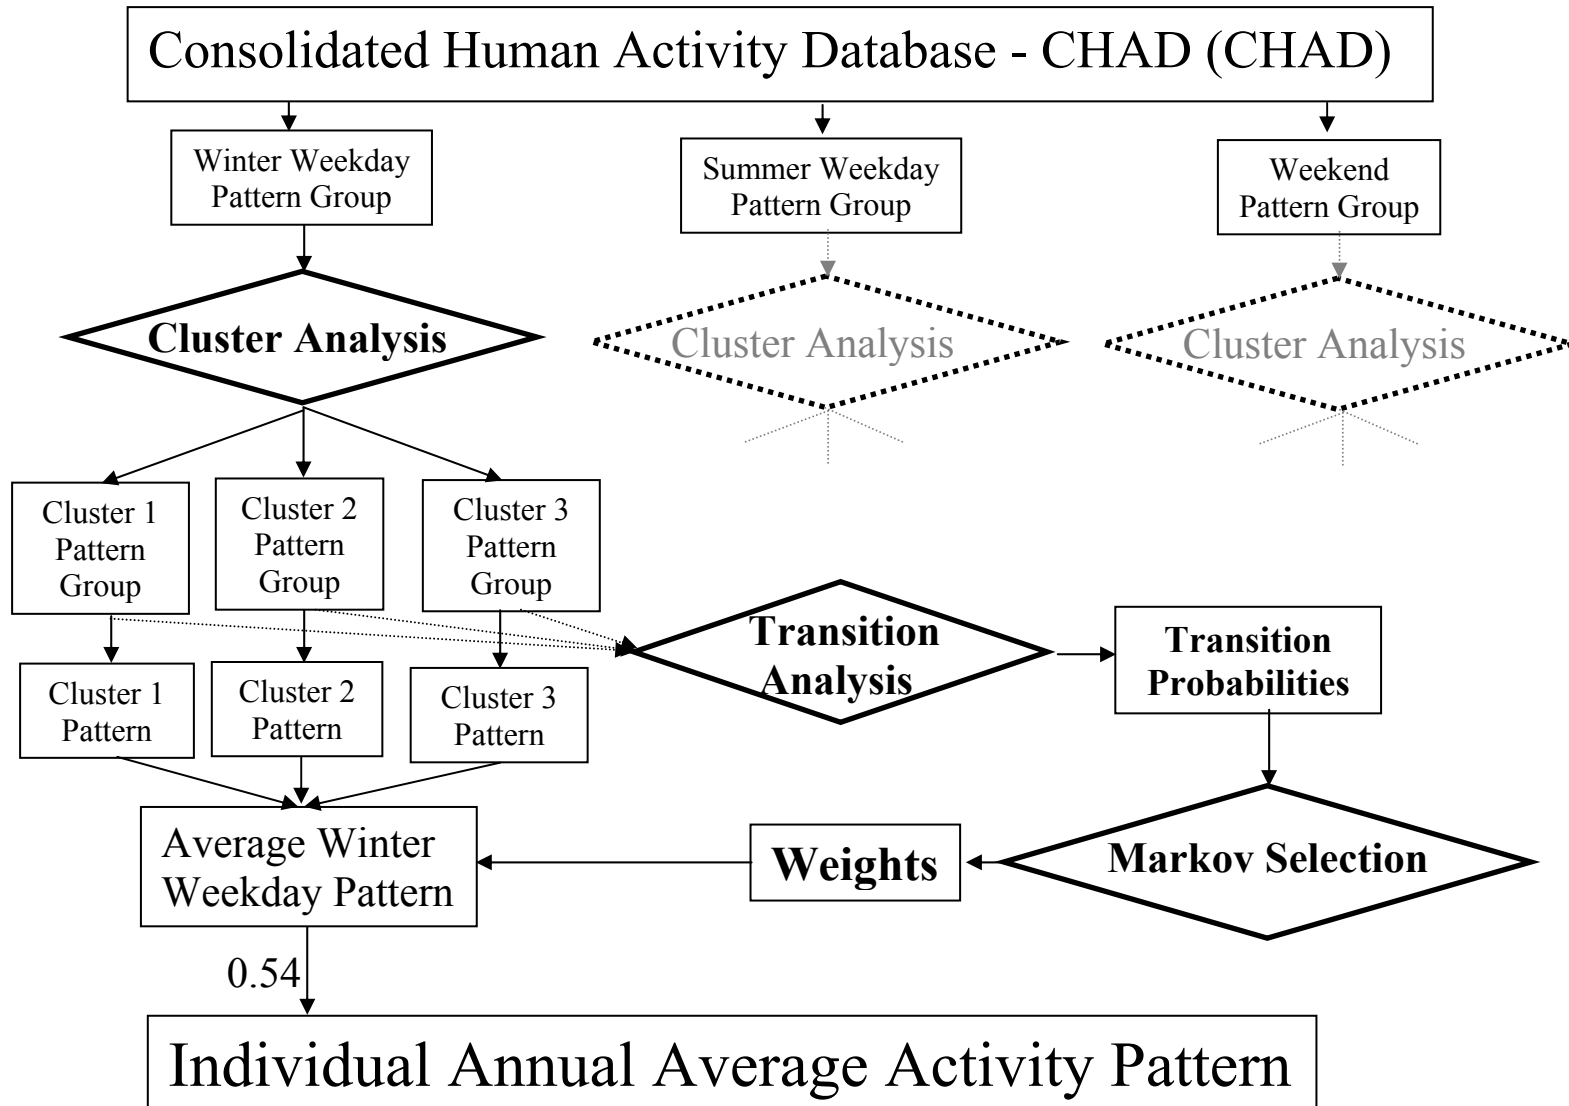 Consolidated Human Activity Database - CHAD (CHAD)
Winter Weekday
Pattern Group
Summer Weekday
Pattern Group
Weekend
Pattern Group
Cluster Analysis
Cluster Analysis
Cluster Analysis
Cluster 1
Pattern
Group
Cluster 2
Pattern
Group
Cluster 3
Pattern
Group
Transition
Analysis
Transition
Probabilities
Cluster 1
Pattern
Cluster 2
Pattern
Cluster 3
Pattern
Average Winter
Weekday Pattern
Weights
Markov Selection
0.54
Individual Annual Average Activity Pattern